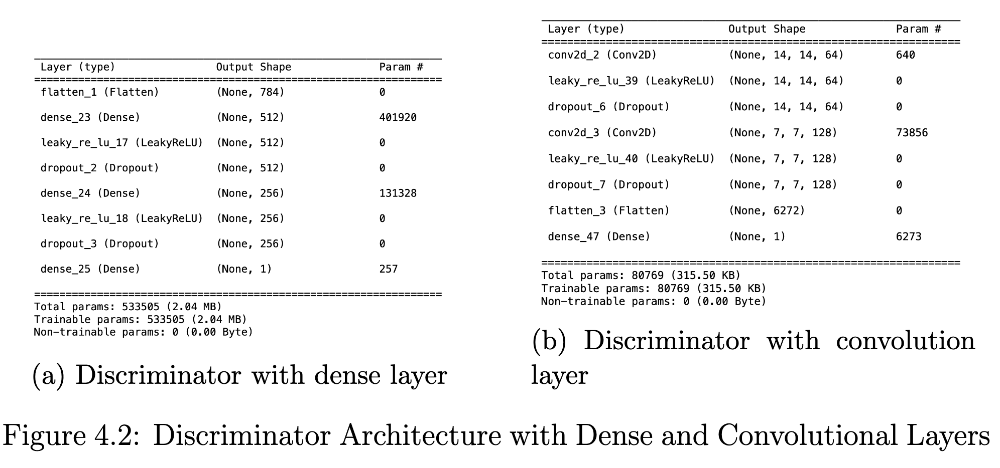 Layer (type) Output Shape Param #
flatten_1 (Flatten) (None, 784) 0
dense_23 (Dense) (None, 512) 401920
leaky_re_lu_17 (LeakyReLU) (None, 512) 0
dropout_2 (Dropout) (None, 512) 0
dense_24 (Dense) (None, 256) 131328
leaky_re_lu_18 (LeakyReLU) (None, 256) 0
dropout_3 (Dropout) (None, 256) 0
dense_25 (Dense) (None, 1) 257
Total params: 533505 (2.04 MB)
Trainable params: 533505 (2.04 MB)
Non-trainable params: 0 (0.00 Byte)
(a) Discriminator with dense layer
Layer (type) Output Shape Param #
conv2d_2 (Conv2D) (None, 14, 14, 64) 640
leaky_re_lu_39 (LeakyReLU) (None, 14, 14, 64) 0
dropout_6 (Dropout) (None, 14, 14, 64) 0
conv2d_3 (Conv2D) (None, 7, 7, 128) 73856
leaky_re_lu_40 (LeakyReLU) (None, 7, 7, 128) 0
dropout_7 (Dropout) (None, 7, 7, 128) 0
flatten_3 (Flatten) (None, 6272) 0
dense_47 (Dense) (None, 1) 6273
Total params: 80769 (315.50 KB)
Trainable params: 80769 (315.50 KB)
Non-trainable params: 0 (0.00 Byte)
(b) Discriminator with convolution
layer
Figure 4.2: Discriminator Architecture with Dense and Convolutional Layers